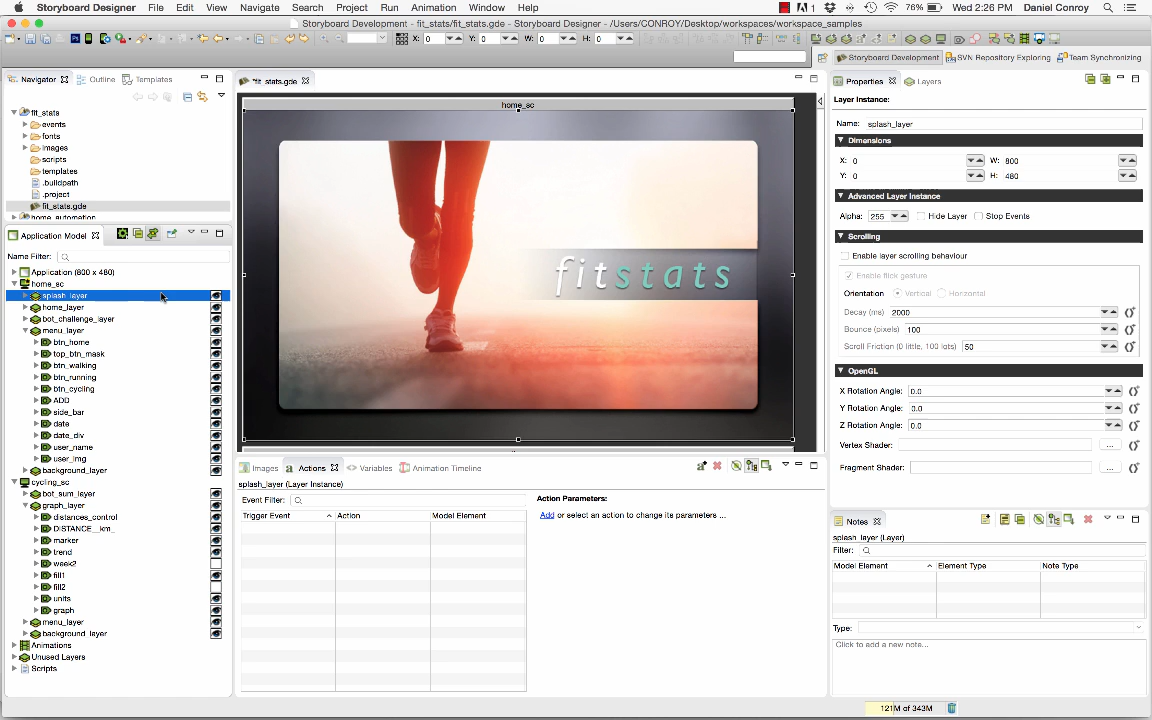 Storyboard Designer File Edit View Navigate Search Project Run Animation Window Help 1 76% Wed 2:26 PM Daniel Conroy
Storyboard Development - fit_stats/fit_stats.gde - Storyboard Designer - /Users/CONROY/Desktop/workspaces/workspace_samples
X: 0 Y: 0 W: 0 H: 0
Storyboard Development SVN Repository Exploring Team Synchronizing
Navigator Outline Templates
fit_stats
events
fonts
images
scripts
templates
.buildpath
.project
fit_stats.gde
home_automation
Application Model
Name Filter:
Application (800 x 480)
home_sc
splash_layer
home_layer
bot_challenge_layer
menu_layer
btn_home
top_btn_mask
btn_walking
btn_running
btn_cycling
ADD
side_bar
date
date_div
user_name
user_img
background_layer
cycling_sc
bot_sum_layer
graph_layer
distances_control
DISTANCE__km_
marker
trend
week2
fill1
fill2
units
graph
menu_layer
background_layer
Animations
Unused Layers
Scripts
*fit_stats.gde
home_sc
fitstats
Images Actions Variables Animation Timeline
splash_layer (Layer Instance)
Event Filter:
Trigger Event Action Model Element
Action Parameters:
Add or select an action to change its parameters ...
Properties Layers
Layer Instance:
Name: splash_layer
Dimensions
X: 0 W: 800
Y: 0 H: 480
Advanced Layer Instance
Alpha: 255 Hide Layer Stop Events
Scrolling
Enable layer scrolling behaviour
Enable flick gesture
Orientation Vertical Horizontal
Decay (ms) 2000
Bounce (pixels) 100
Scroll Friction (0 little, 100 lots) 50
OpenGL
X Rotation Angle: 0.0
Y Rotation Angle: 0.0
Z Rotation Angle: 0.0
Vertex Shader: ...
Fragment Shader: ...
Notes
splash_layer (Layer)
Filter:
Model Element Element Type Note Type
Type:
Click to add a new note...
121M of 343M